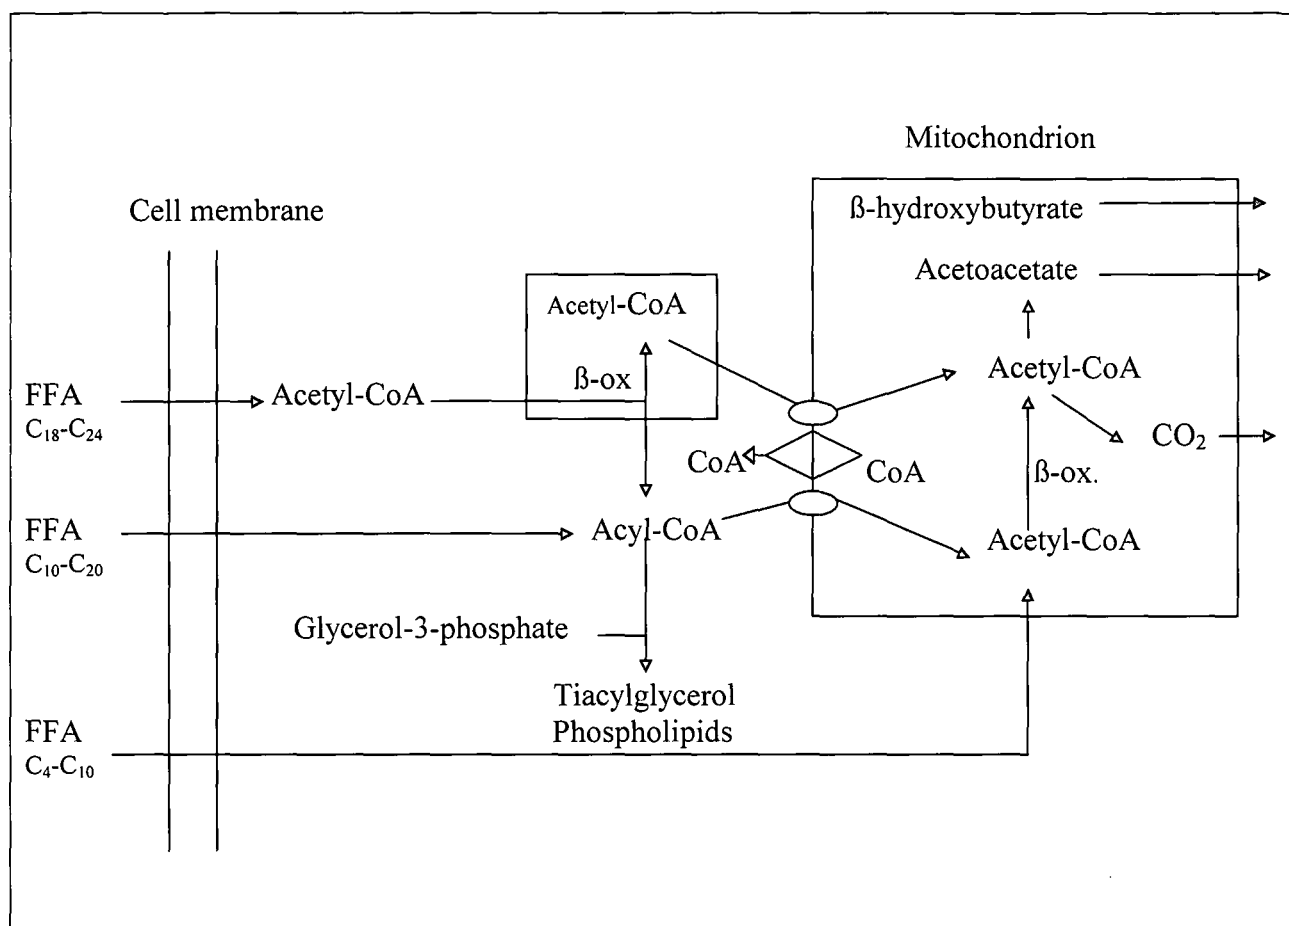 Mitochondrion
Cell membrane
ß-hydroxybutyrate
Acetoacetate
Acetyl-CoA
ß-ox
FFA
C₁₈-C₂₄
Acetyl-CoA
Acetyl-CoA
CO₂
CoA
CoA
ß-ox.
FFA
C₁₀-C₂₀
Acyl-CoA
Acetyl-CoA
Glycerol-3-phosphate
Tiacylglycerol
Phospholipids
FFA
C₄-C₁₀